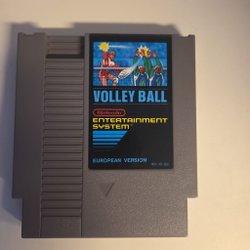 VOLLEY BALL
Nintendo
ENTERTAINMENT
SYSTEM
EUROPEAN VERSION